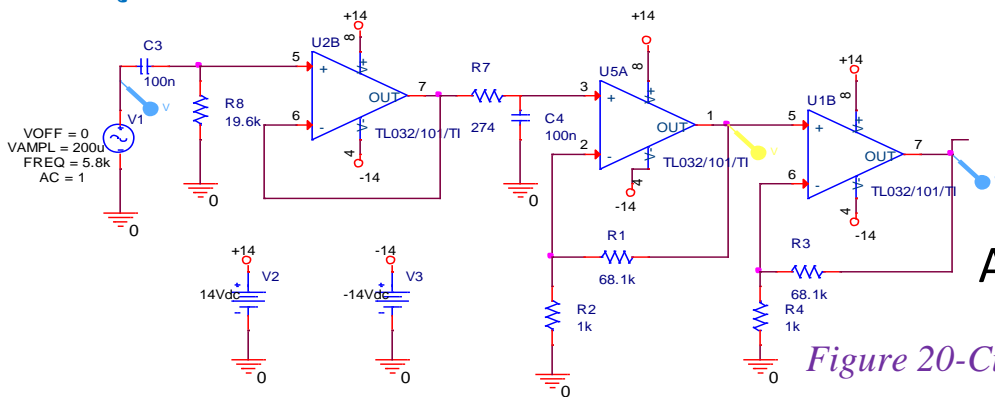 +14
+14
+14
C3
100n
5
U2B
8
+
V+
OUT
7
R7
274
U5A
3
8
+
V+
OUT
1
U1B
5
8
+
V+
OUT
7
V
V1
R8
19.6k
6
-
V-
TL032/101/TI
C4
100n
2
-
V-
TL032/101/TI
V
6
-
V-
TL032/101/TI
V
VOFF = 0
VAMPL = 200u
FREQ = 5.8k
AC = 1
4
-14
4
-14
4
-14
0
0
0
+14
-14
R1
68.1k
R3
68.1k
A
V2
14Vdc
V3
-14Vdc
+
-
+
-
R2
1k
R4
1k
Figure 20-Ci
0
0
0
0